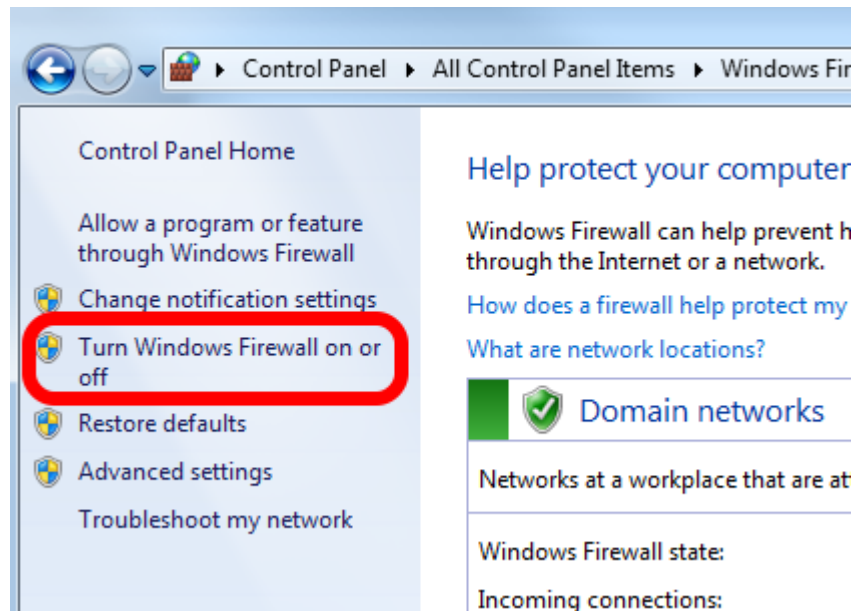 Control Panel All Control Panel Items Windows
Control Panel Home
Allow a program or feature
through Windows Firewall
Change notification settings
Turn Windows Firewall on or
off
Restore defaults
Advanced settings
Troubleshoot my network
Help protect your computer
Windows Firewall can help prevent
through the Internet or a network.
How does a firewall help protect my
What are network locations?
Domain networks
Networks at a workplace that are
Windows Firewall state:
Incoming connections: